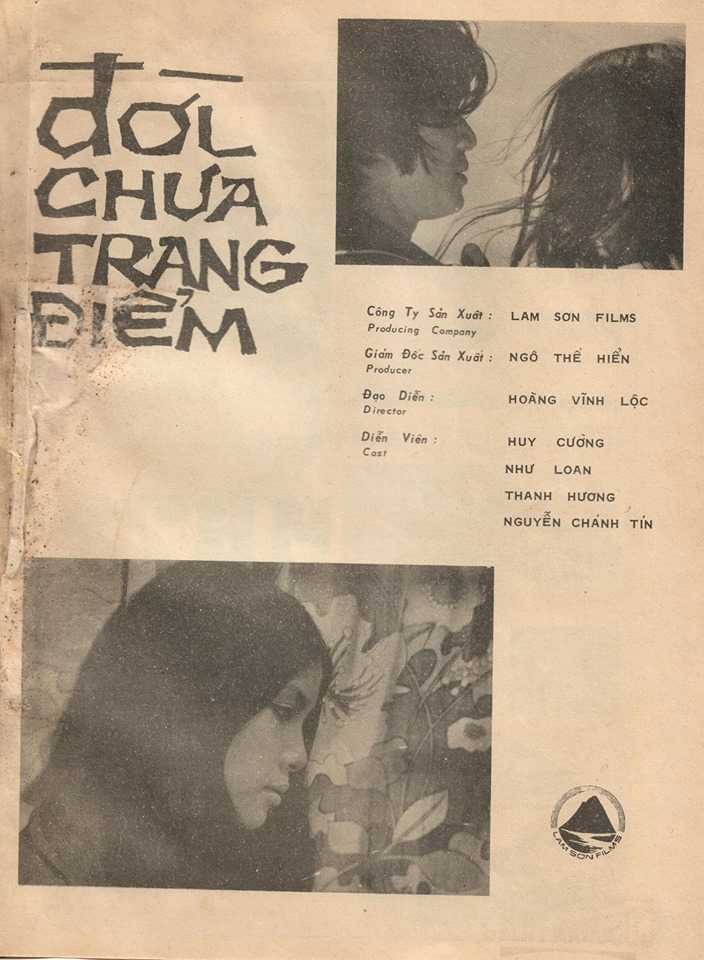 đời
CHƯA
TRANG
ĐIỂM
Công Ty Sản Xuất : LAM SƠN FILMS
Producing Company
Giám Đốc Sản Xuất : NGÔ THẾ HIỂN
Producer
Đạo Diễn : HOÀNG VĨNH LỘC
Director
Diễn Viên : HUY CƯỜNG
Cast
NHƯ LOAN
THANH HƯƠNG
NGUYỄN CHÁNH TÍN
LAM SƠN FILMS